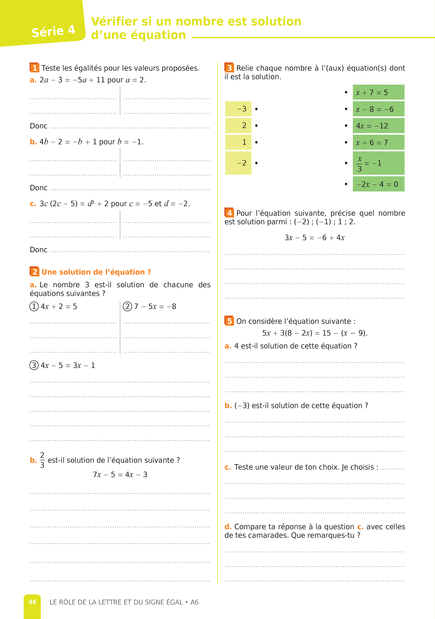 Série 4
Vérifier si un nombre est solution
d’une équation
1 Teste les égalités pour les valeurs proposées.
a. 2a − 3 = −5a + 11 pour a = 2.
Donc
b. 4b − 2 = −b + 1 pour b = −1.
Donc
c. 3c (2c − 5) = d² + 2 pour c = −5 et d = −2.
Donc
2 Une solution de l’équation ?
a. Le nombre 3 est-il solution de chacune des
équations suivantes ?
1 4x + 2 = 5
2 7 − 5x = −8
3 4x − 5 = 3x − 1
b. 2/3 est-il solution de l’équation suivante ?
7x − 5 = 4x − 3
3 Relie chaque nombre à l’(aux) équation(s) dont
il est la solution.
• x + 7 = 5
−3 • • x − 8 = −6
2 • • 4x = −12
1 • • x + 6 = 7
−2 • • x/3 = −1
• −2x − 4 = 0
4 Pour l’équation suivante, précise quel nombre
est solution parmi : (−2) ; (−1) ; 1 ; 2.
3x − 5 = −6 + 4x
5 On considère l’équation suivante :
5x + 3(8 − 2x) = 15 − (x − 9).
a. 4 est-il solution de cette équation ?
b. (−3) est-il solution de cette équation ?
c. Teste une valeur de ton choix. Je choisis :
d. Compare ta réponse à la question c. avec celles
de tes camarades. Que remarques-tu ?
46 LE RÔLE DE LA LETTRE ET DU SIGNE ÉGAL • A6